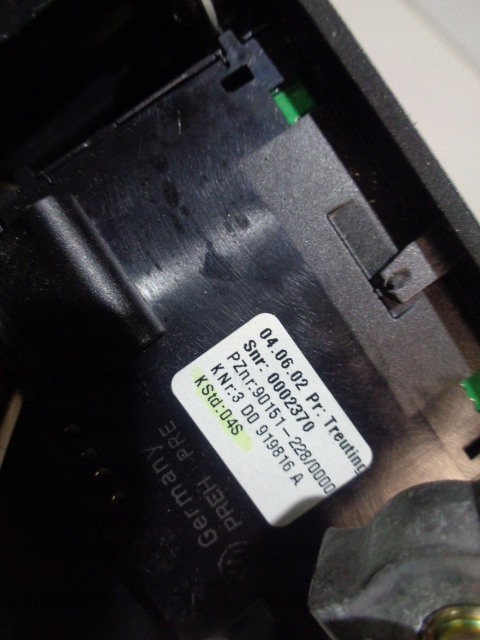 04.06.02 Pr: Treuting
Snr: 0002370
PZnr:90151-228/0000
KNr:3 D0 919816 A
KStd:04S
Germany PRE
PREH